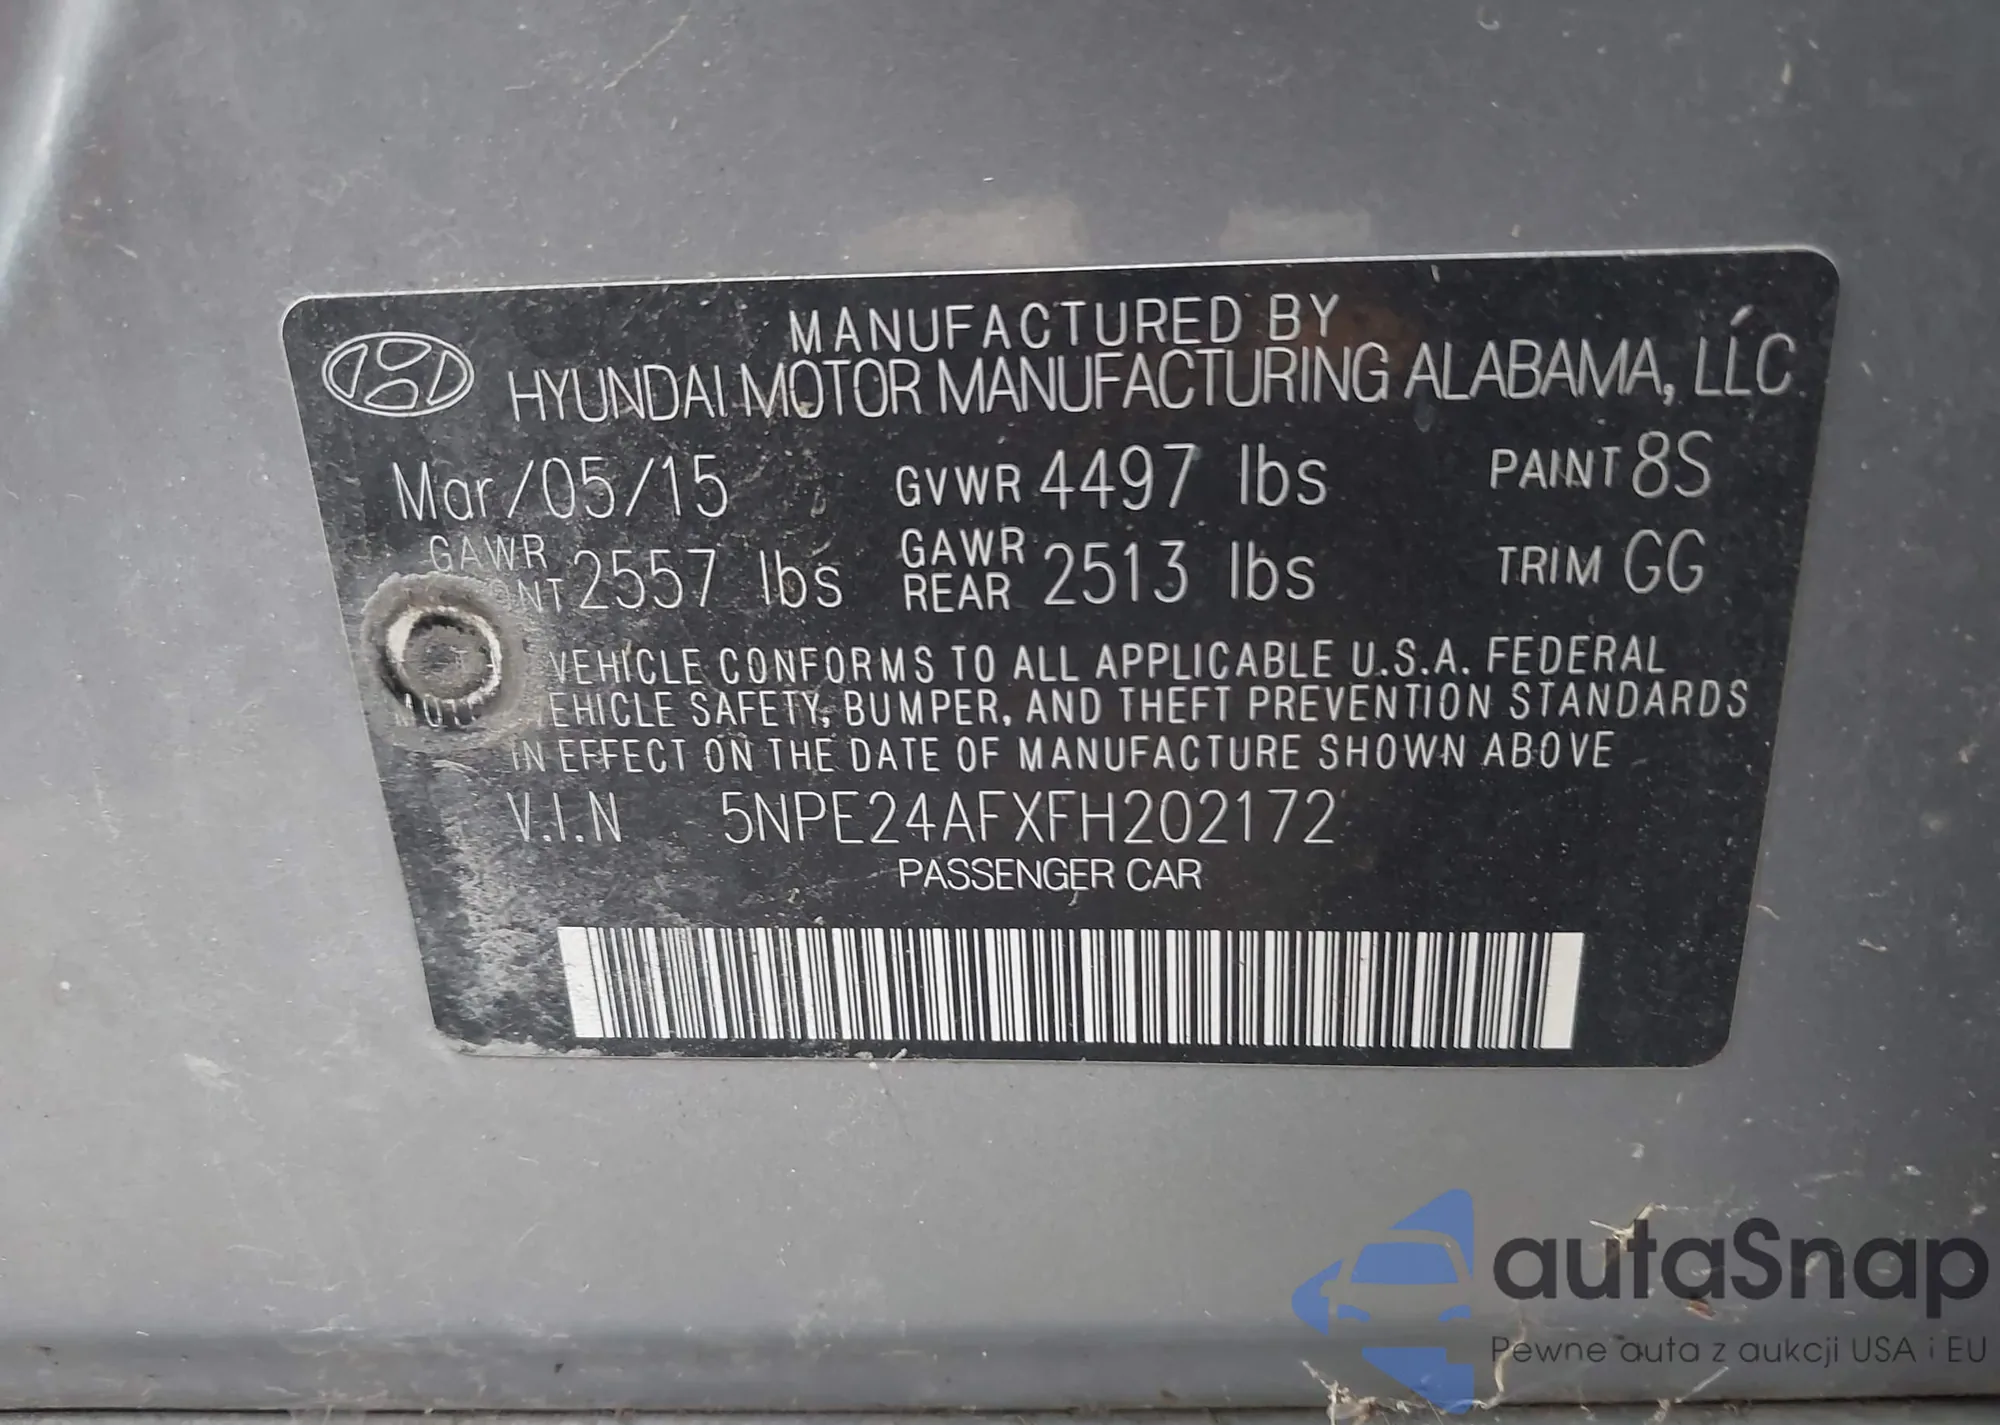 MANUFACTURED BY
HYUNDAI MOTOR MANUFACTURING ALABAMA, LLC
Mar/05/15 GVWR 4497 lbs PAINT 8S
GAWR 2557 lbs GAWR REAR 2513 lbs TRIM GG
VEHICLE CONFORMS TO ALL APPLICABLE U.S.A. FEDERAL
VEHICLE SAFETY, BUMPER, AND THEFT PREVENTION STANDARDS
IN EFFECT ON THE DATE OF MANUFACTURE SHOWN ABOVE
V.I.N 5NPE24AFXFH202172
PASSENGER CAR
autaSnap
Pewne auta z aukcji USA i EU